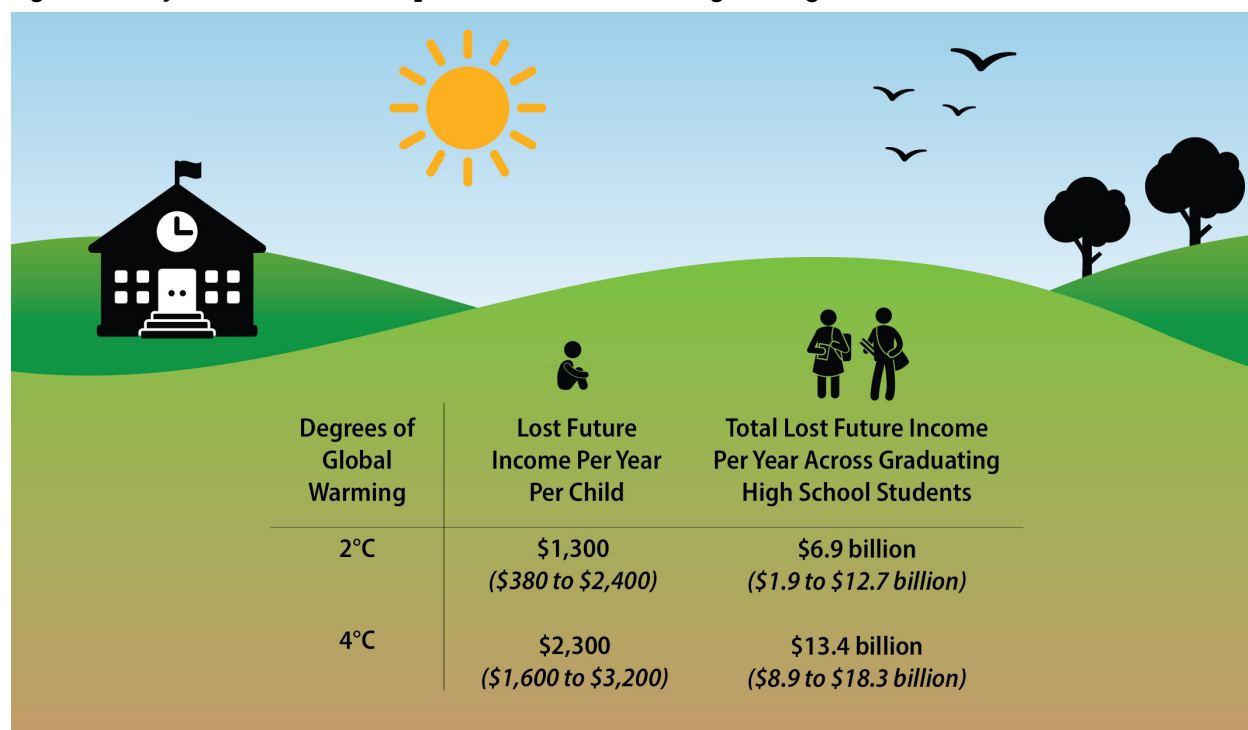 Degrees of
Global
Warming
Lost Future
Income Per Year
Per Child
Total Lost Future Income
Per Year Across Graduating
High School Students
2°C
$1,300
($380 to $2,400)
$6.9 billion
($1.9 to $12.7 billion)
4°C
$2,300
($1,600 to $3,200)
$13.4 billion
($8.9 to $18.3 billion)